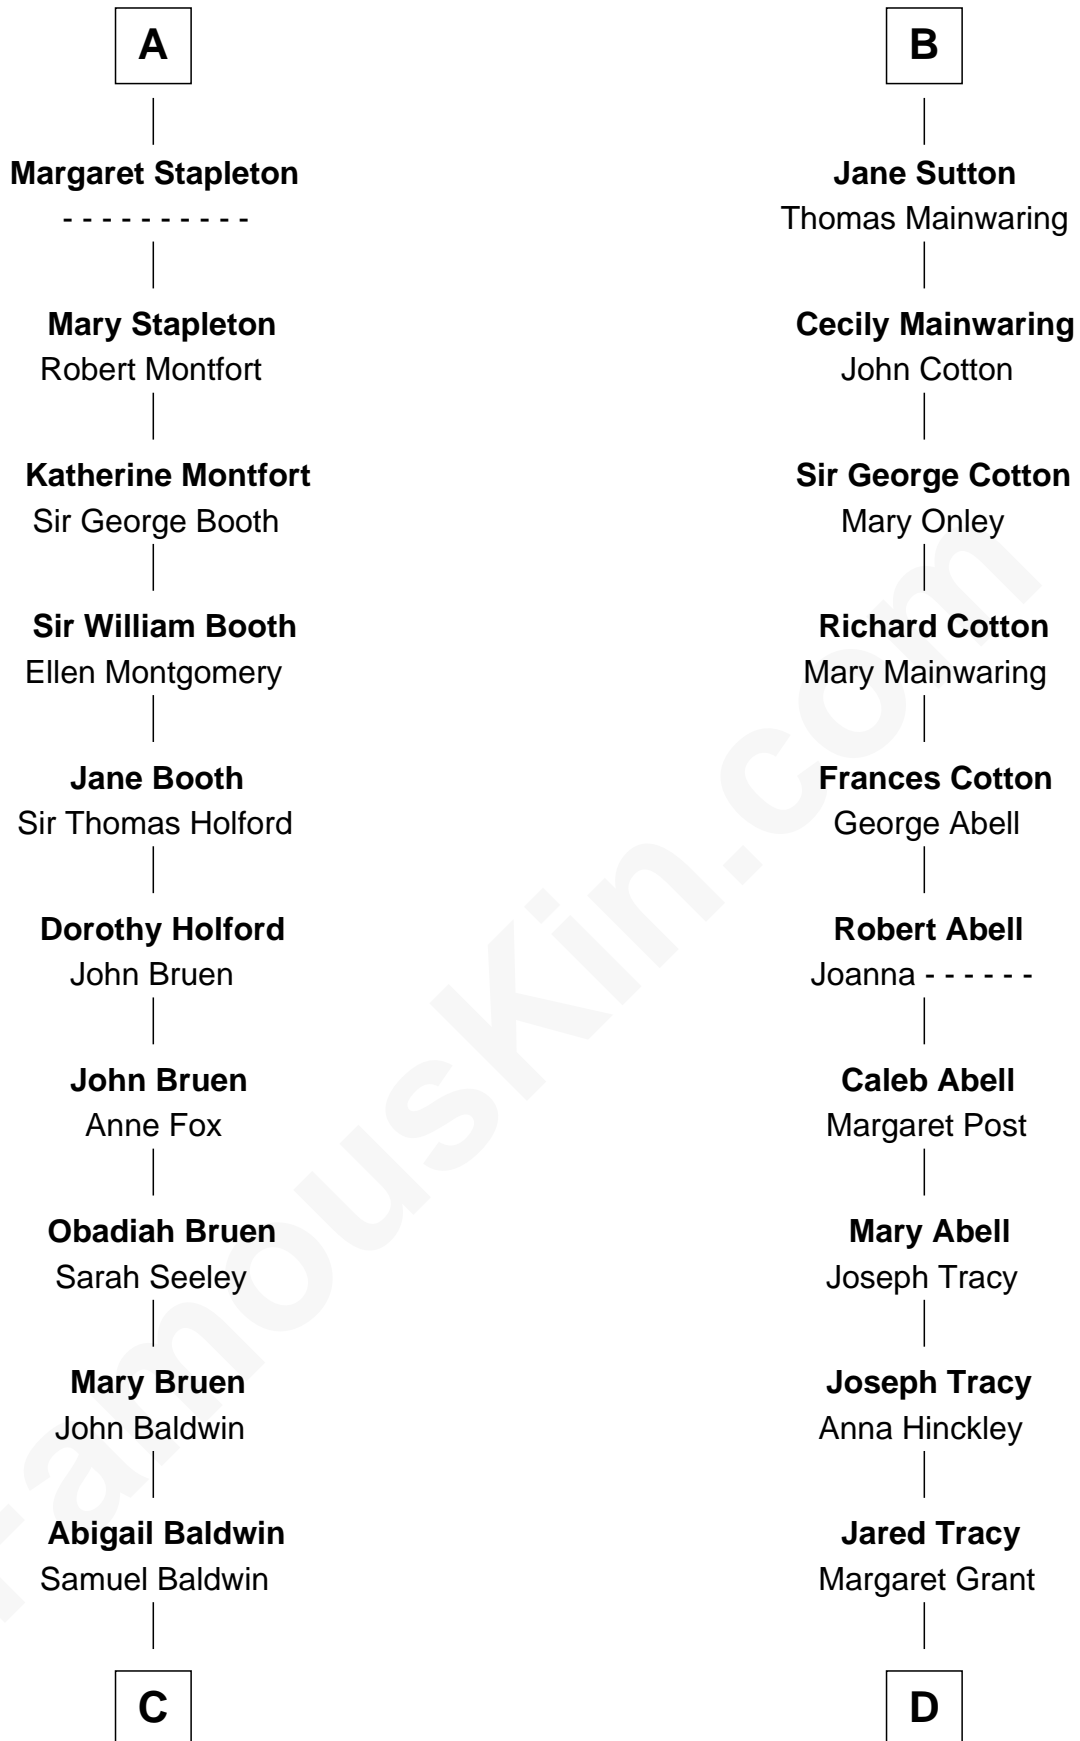 A
Margaret Stapleton
- - - - - - - - - -
Mary Stapleton
Robert Montfort
Katherine Montfort
Sir George Booth
Sir William Booth
Ellen Montgomery
Jane Booth
Sir Thomas Holford
Dorothy Holford
John Bruen
John Bruen
Anne Fox
Obadiah Bruen
Sarah Seeley
Mary Bruen
John Baldwin
Abigail Baldwin
Samuel Baldwin
C
B
Jane Sutton
Thomas Mainwaring
Cecily Mainwaring
John Cotton
Sir George Cotton
Mary Onley
Richard Cotton
Mary Mainwaring
Frances Cotton
George Abell
Robert Abell
Joanna - - - - - -
Caleb Abell
Margaret Post
Mary Abell
Joseph Tracy
Joseph Tracy
Anna Hinckley
Jared Tracy
Margaret Grant
D
FamousKin.com